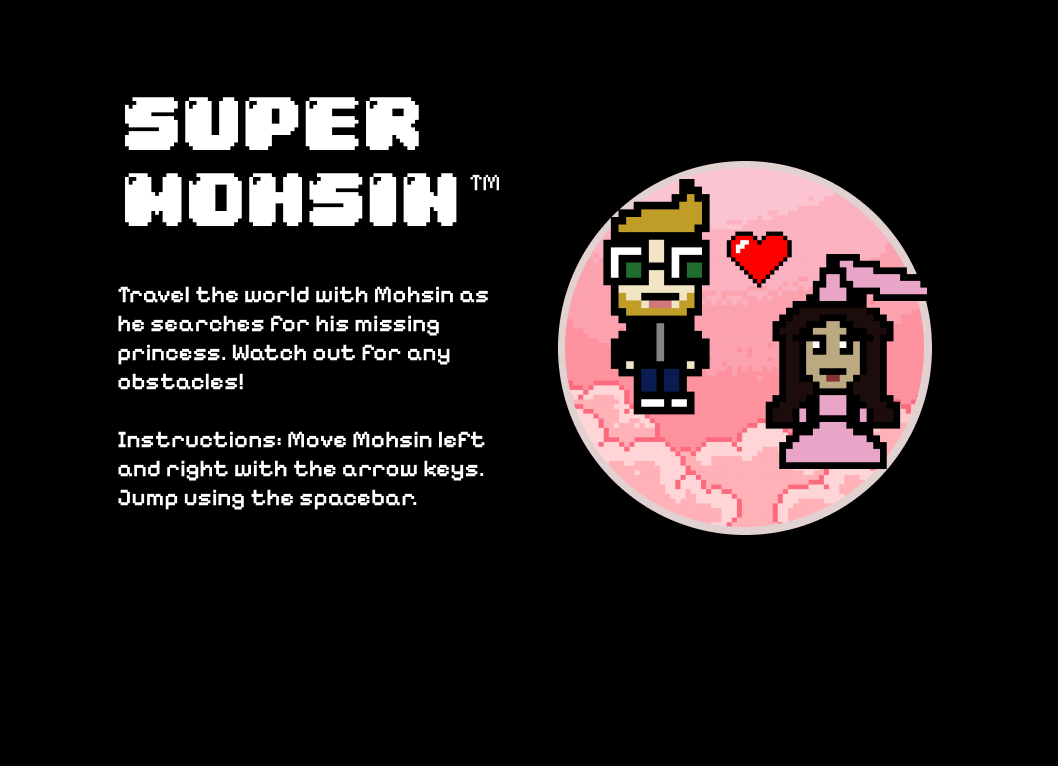 SUPER
MOHSIN™
Travel the world with Mohsin as
he searches for his missing
princess. Watch out for any
obstacles!
Instructions: Move Mohsin left
and right with the arrow keys.
Jump using the spacebar.